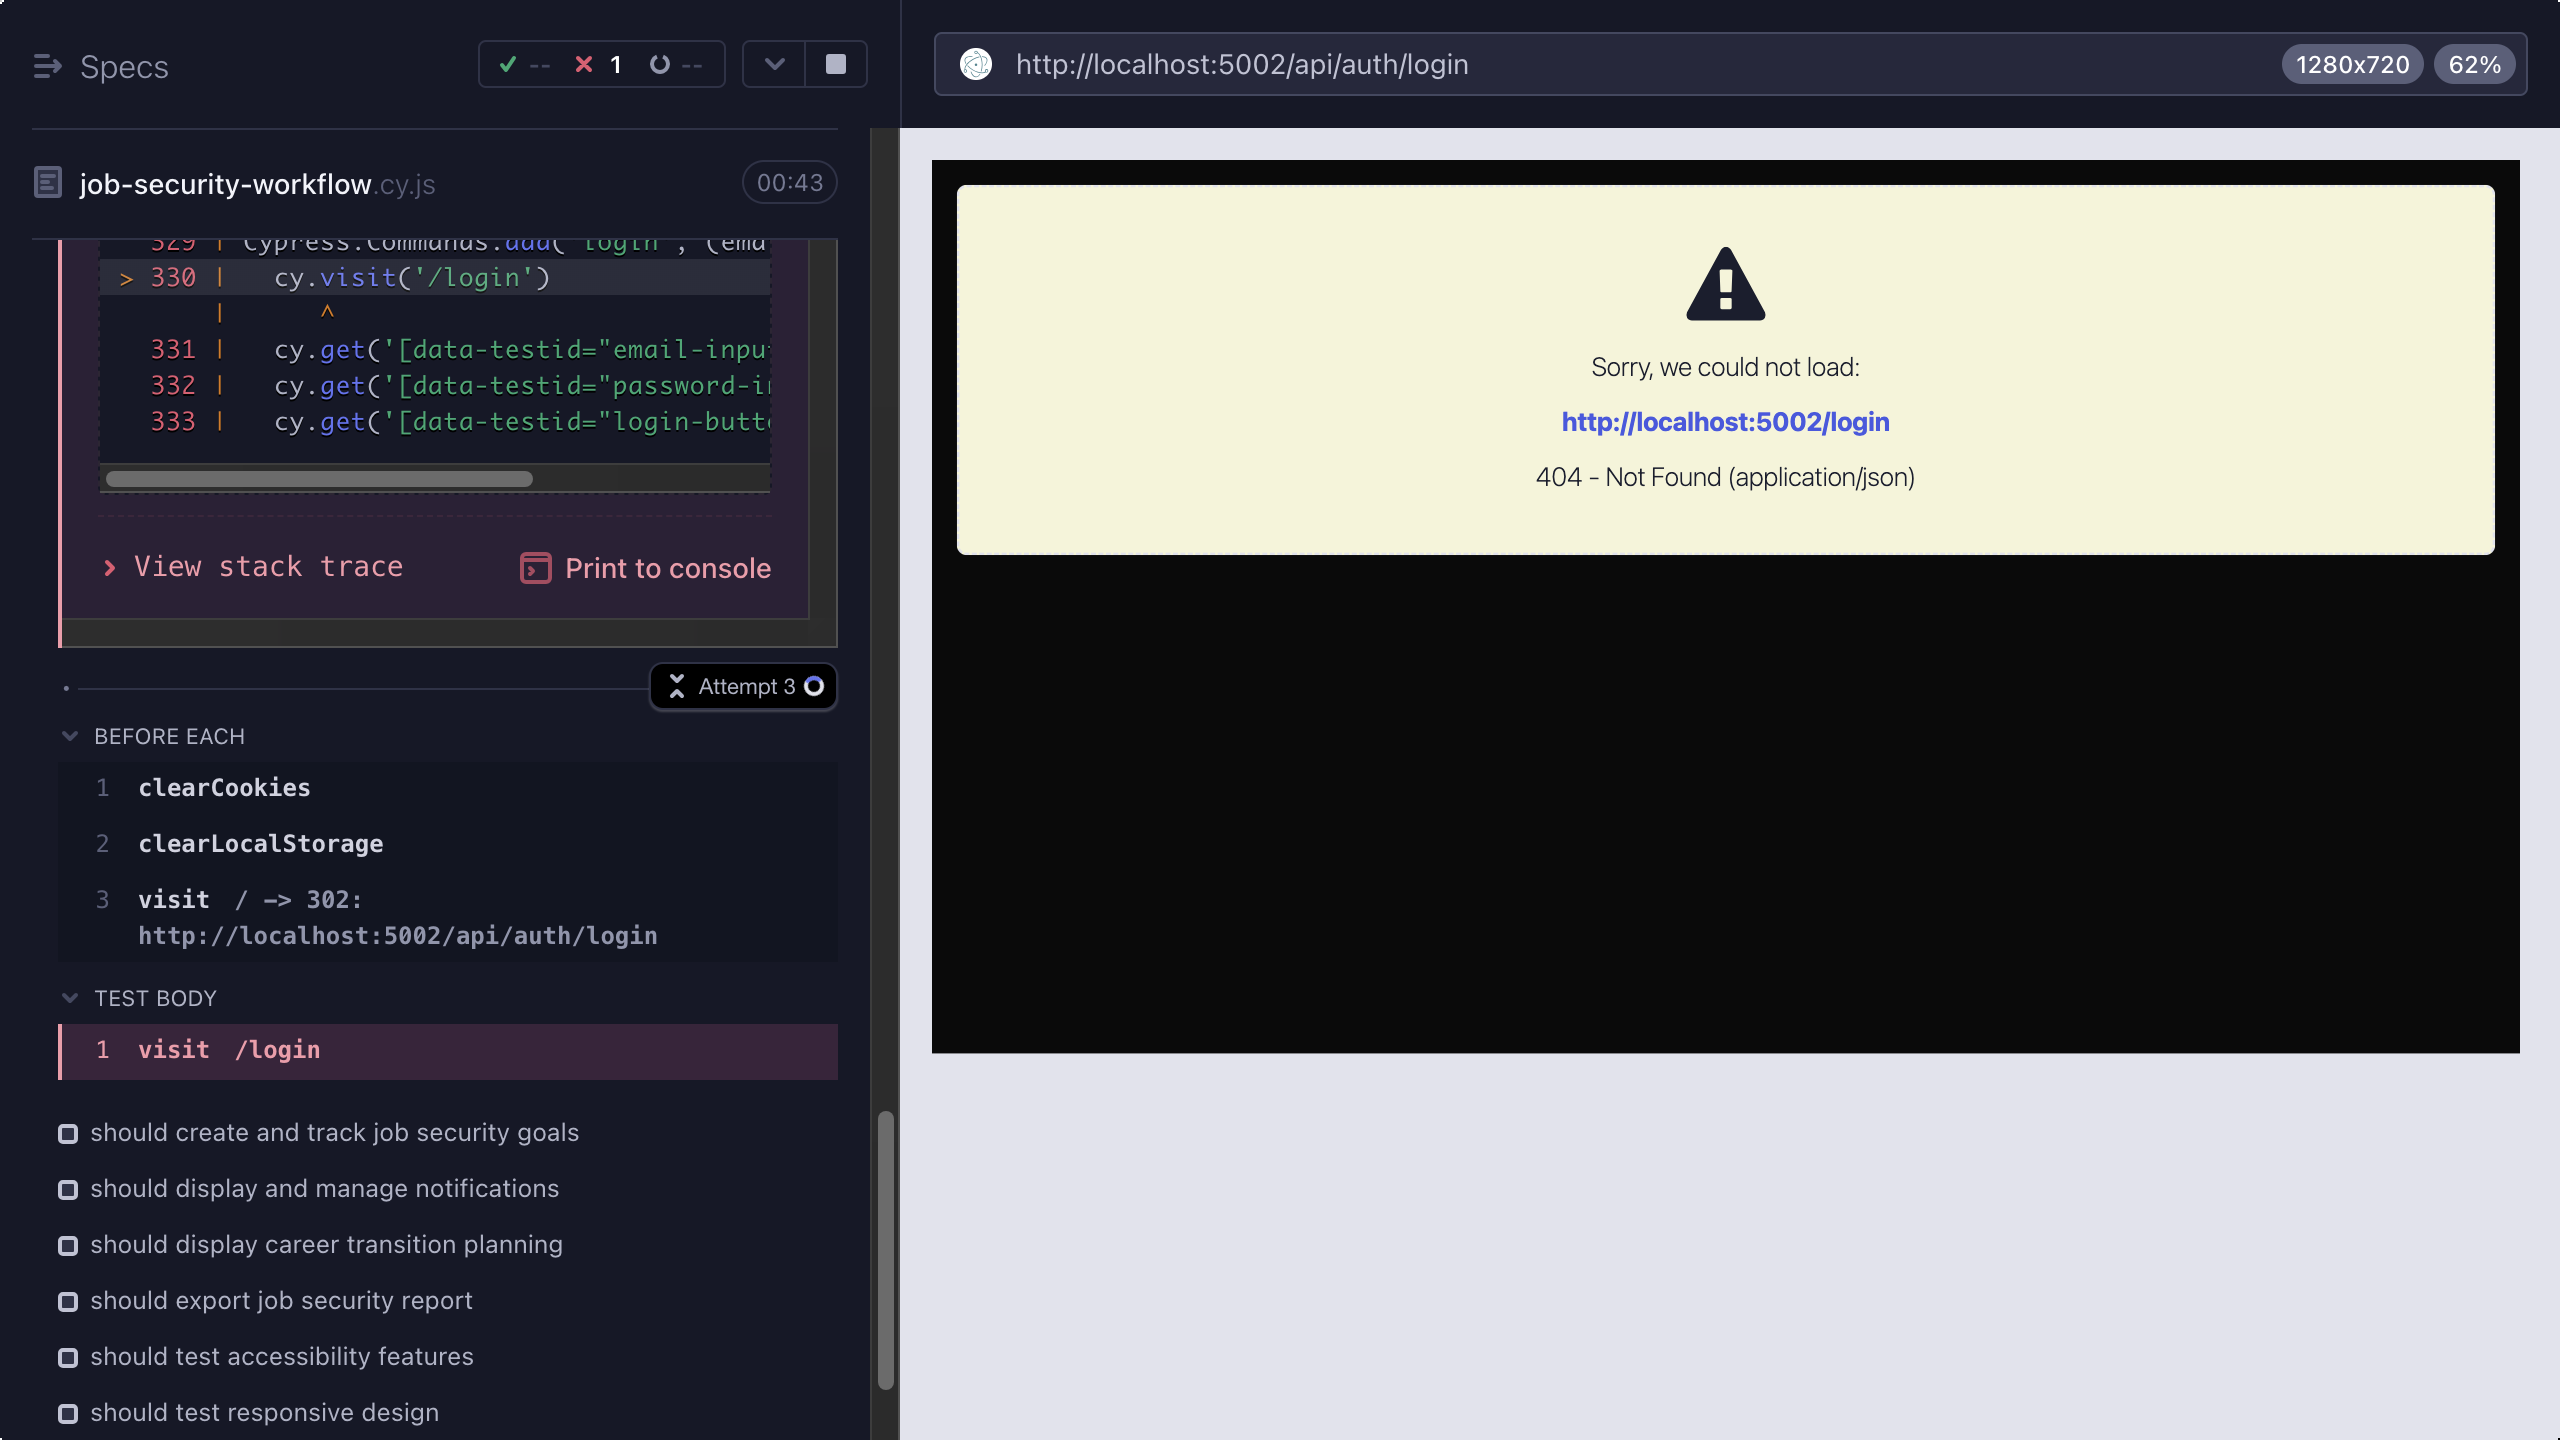 Specs
-- 1 --
http://localhost:5002/api/auth/login
1280x720
62%
job-security-workflow.cy.js
00:43
329 | Cypress.Commands.add('login', (ema
> 330 | cy.visit('/login')
| ^
331 | cy.get('[data-testid="email-inpu
332 | cy.get('[data-testid="password-i
333 | cy.get('[data-testid="login-butt
View stack trace
Print to console
Attempt 3
BEFORE EACH
1 clearCookies
2 clearLocalStorage
3 visit / -> 302:
http://localhost:5002/api/auth/login
TEST BODY
1 visit /login
should create and track job security goals
should display and manage notifications
should display career transition planning
should export job security report
should test accessibility features
should test responsive design
Sorry, we could not load:
http://localhost:5002/login
404 - Not Found (application/json)